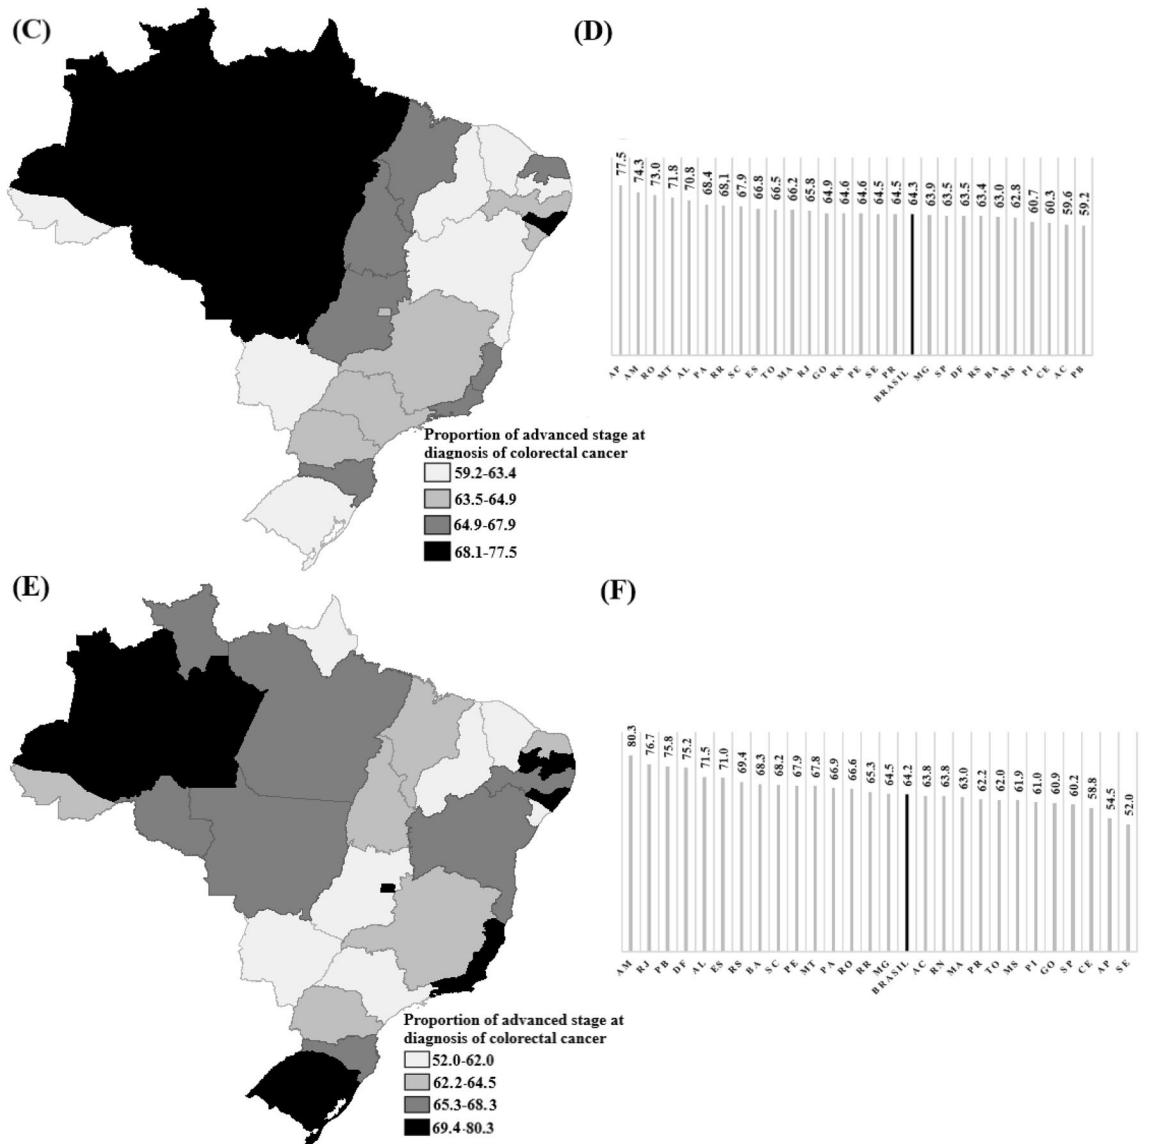 (C)
(D)
77.5 74.3 73.0 71.8 70.8 68.4 68.1 67.9 66.8 66.5 66.2 65.8 64.9 64.6 64.6 64.5 64.5 64.3 63.9 63.5 63.5 63.4 63.0 62.8 60.7 60.3 59.6 59.2
AP AM RO MT AL PA RR SC ES TO MA RJ GO RN PE SE PR BRASIL MG SP DF RS BA MS PI CE AC PB
Proportion of advanced stage at
diagnosis of colorectal cancer
59.2-63.4
63.5-64.9
64.9-67.9
68.1-77.5
(E)
(F)
80.3 76.7 75.8 75.2 71.5 71.0 69.4 68.3 68.2 67.9 67.8 66.9 66.6 65.3 64.5 64.2 63.8 63.8 63.0 62.2 62.0 61.9 61.0 60.9 60.2 58.8 54.5 52.0
AM RJ PB DF AL ES RS BA SC PE MT PA RO RR MG BRASIL AC RN MA PR TO MS PI GO SP CE AP SE
Proportion of advanced stage at
diagnosis of colorectal cancer
52.0-62.0
62.2-64.5
65.3-68.3
69.4-80.3